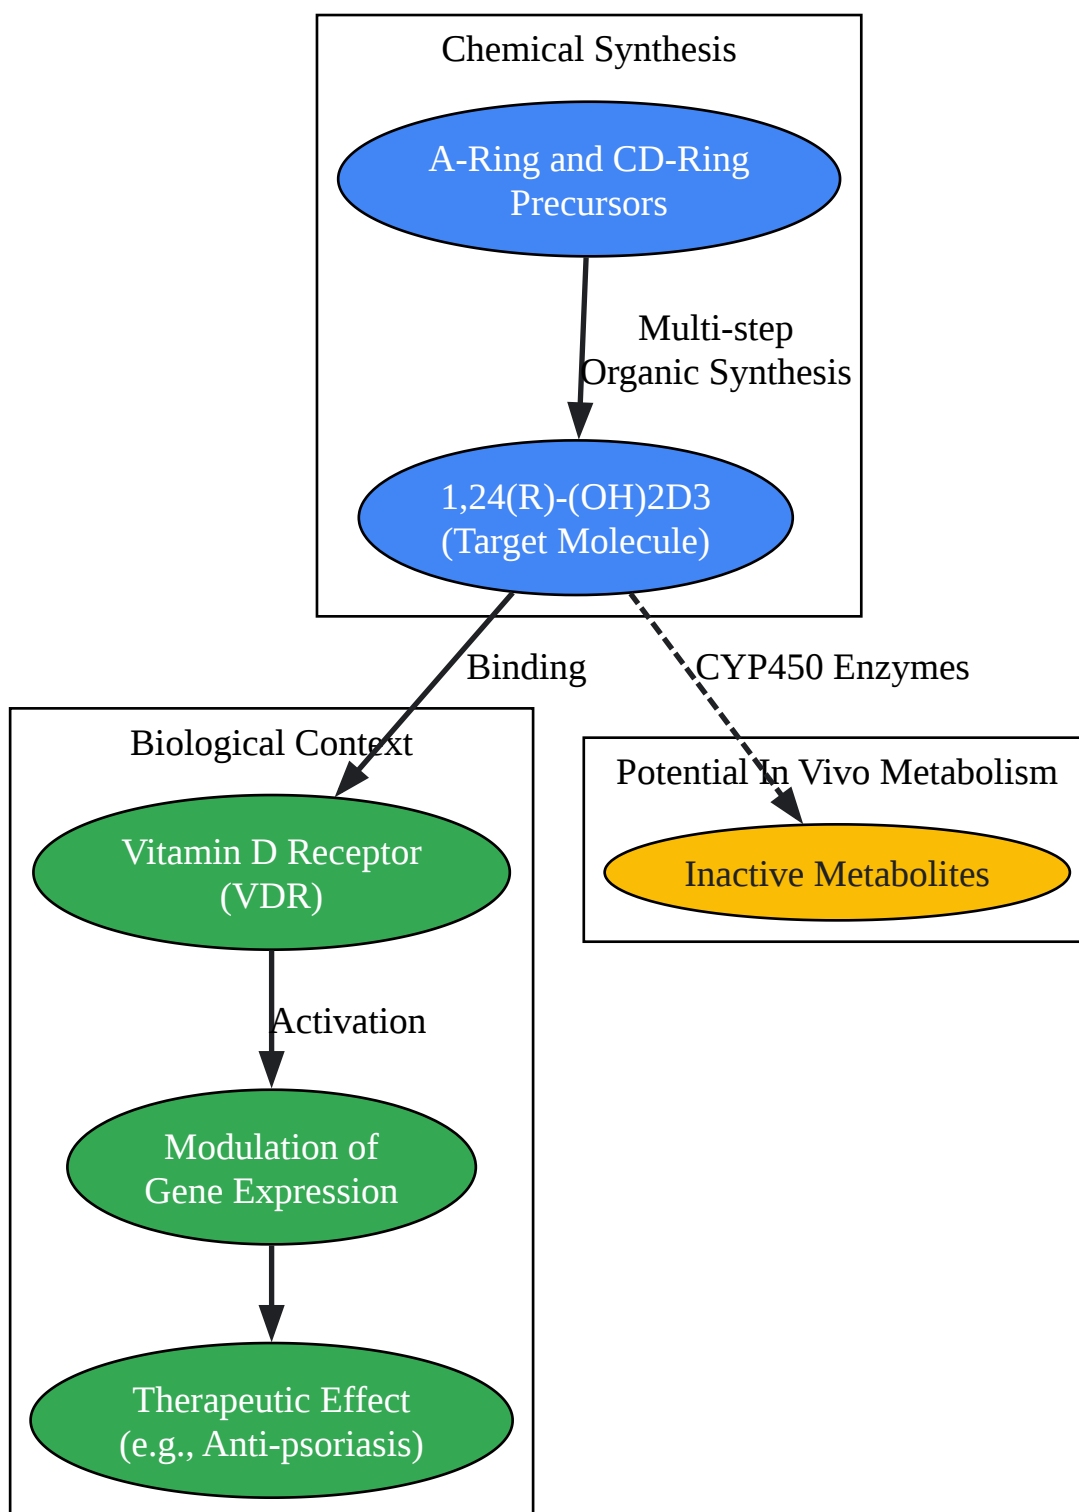 Chemical Synthesis
A-Ring and CD-Ring
Precursors
Multi-step
Organic Synthesis
1,24(R)-(OH)2D3
(Target Molecule)
Binding
CYP450 Enzymes
Biological Context
Potential In Vivo Metabolism
Vitamin D Receptor
(VDR)
Inactive Metabolites
Activation
Modulation of
Gene Expression
Therapeutic Effect
(e.g., Anti-psoriasis)